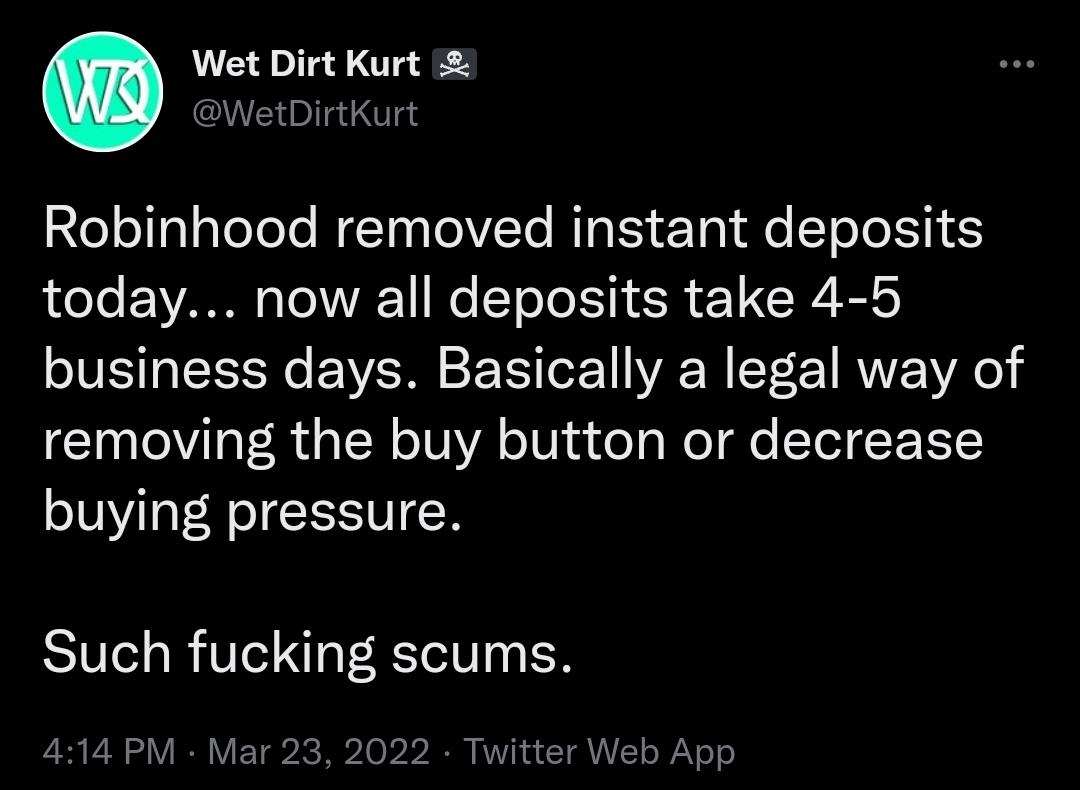 WDK
Wet Dirt Kurt 🏴‍☠️
@WetDirtKurt
Robinhood removed instant deposits
today... now all deposits take 4-5
business days. Basically a legal way of
removing the buy button or decrease
buying pressure.
Such fucking scums.
4:14 PM · Mar 23, 2022 · Twitter Web App